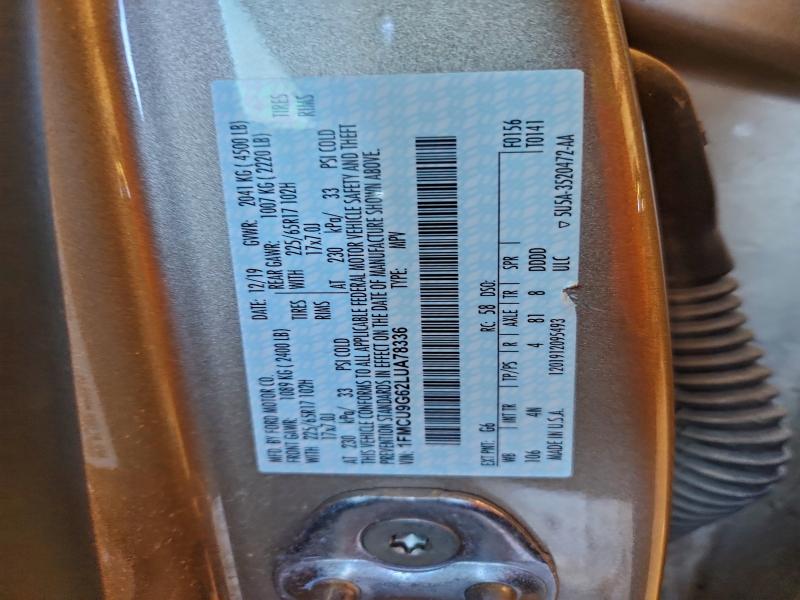 MFD. BY FORD MOTOR CO.
DATE: 12/19 GVWR: 2041 KG ( 4500 LB)
FRONT GAWR: 1089 KG ( 2400 LB) REAR GAWR: 1007 KG ( 2220 LB)
WITH 225/65R17 102H TIRES WITH 225/65R17 102H TIRES
17x7.0J RIMS 17x7.0J RIMS
AT 230 kPa/ 33 PSI COLD AT 230 kPa/ 33 PSI COLD
THIS VEHICLE CONFORMS TO ALL APPLICABLE FEDERAL MOTOR VEHICLE SAFETY AND THEFT
PREVENTION STANDARDS IN EFFECT ON THE DATE OF MANUFACTURE SHOWN ABOVE.
VIN: 1FMCU9G62LUA78336 TYPE: MPV
F0156
EXT PNT: G6 RC: 58 DSO: T0141
WB INT TR TP/PS R AXLE TR SPR
106 4N 4 81 8 DDDD
1201912095493 ULC ▽ 5U5A-3520472-AA
MADE IN U.S.A.